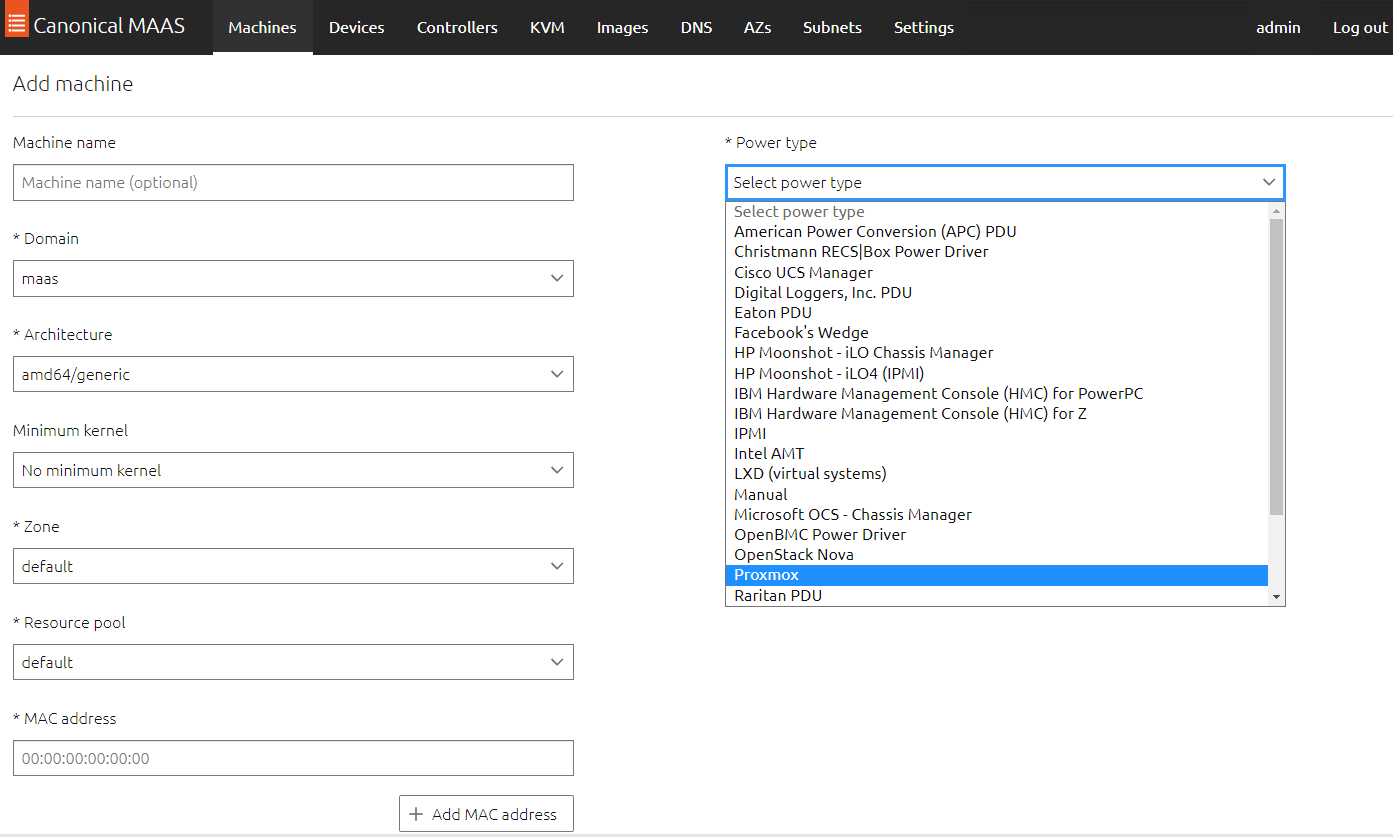 Canonical MAAS Machines Devices Controllers KVM Images DNS AZs Subnets Settings admin Log out
Add machine
Machine name
Machine name (optional)
* Domain
maas
* Architecture
amd64/generic
Minimum kernel
No minimum kernel
* Zone
default
* Resource pool
default
* MAC address
00:00:00:00:00:00
Add MAC address
* Power type
Select power type
Select power type
American Power Conversion (APC) PDU
Christmann RECS|Box Power Driver
Cisco UCS Manager
Digital Loggers, Inc. PDU
Eaton PDU
Facebook's Wedge
HP Moonshot - iLO Chassis Manager
HP Moonshot - iLO4 (IPMI)
IBM Hardware Management Console (HMC) for PowerPC
IBM Hardware Management Console (HMC) for Z
IPMI
Intel AMT
LXD (virtual systems)
Manual
Microsoft OCS - Chassis Manager
OpenBMC Power Driver
OpenStack Nova
Proxmox
Raritan PDU